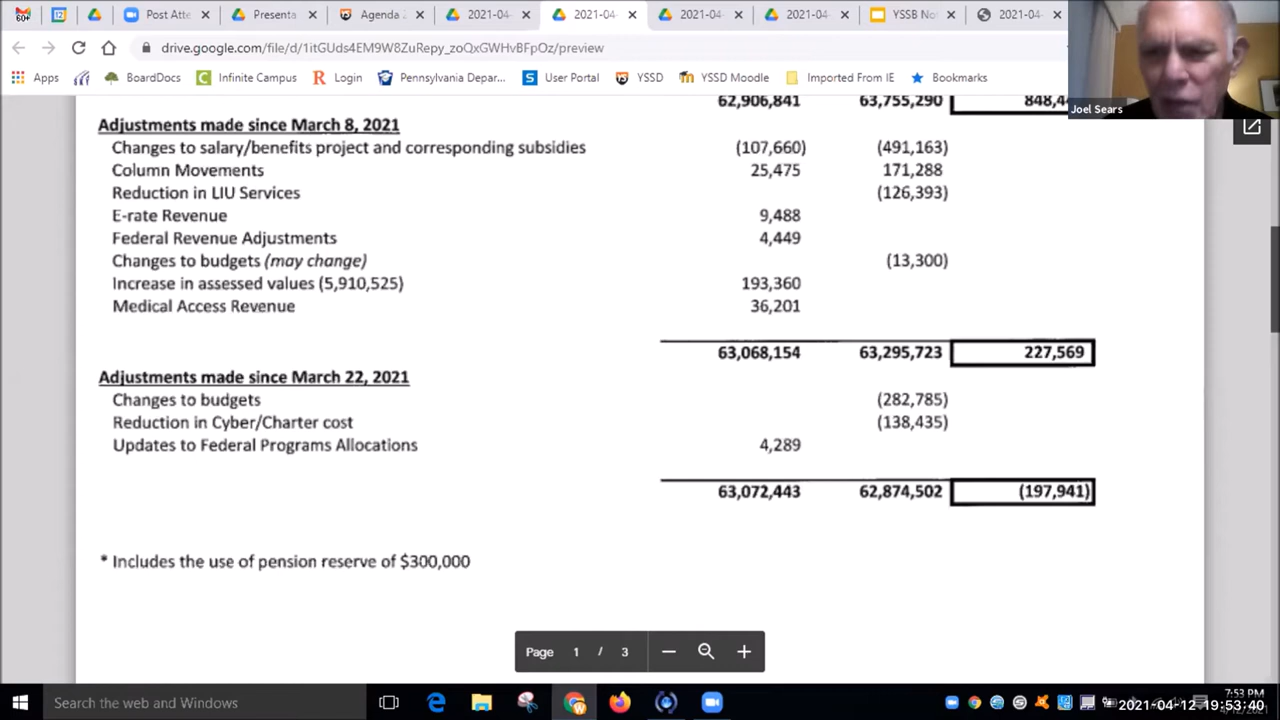 60+
31
Post Atte
Presenta
Agenda 2
2021-04-
2021-04-
2021-04-
2021-04-
YSSB No
2021-04-
drive.google.com/file/d/1itGUds4EM9W8ZuRepy_zoQxGWHvBFpOz/preview
Apps
BoardDocs
Infinite Campus
Login
Pennsylvania Depar...
User Portal
YSSD
YSSD Moodle
Imported From IE
Bookmarks
62,906,841 63,755,290 848,4
Joel Sears
Adjustments made since March 8, 2021
Changes to salary/benefits project and corresponding subsidies (107,660) (491,163)
Column Movements 25,475 171,288
Reduction in LIU Services (126,393)
E-rate Revenue 9,488
Federal Revenue Adjustments 4,449
Changes to budgets (may change) (13,300)
Increase in assessed values (5,910,525) 193,360
Medical Access Revenue 36,201
63,068,154 63,295,723 227,569
Adjustments made since March 22, 2021
Changes to budgets (282,785)
Reduction in Cyber/Charter cost (138,435)
Updates to Federal Programs Allocations 4,289
63,072,443 62,874,502 (197,941)
* Includes the use of pension reserve of $300,000
Page 1 / 3
Search the web and Windows
7:53 PM
2021-04-12 19:53:40